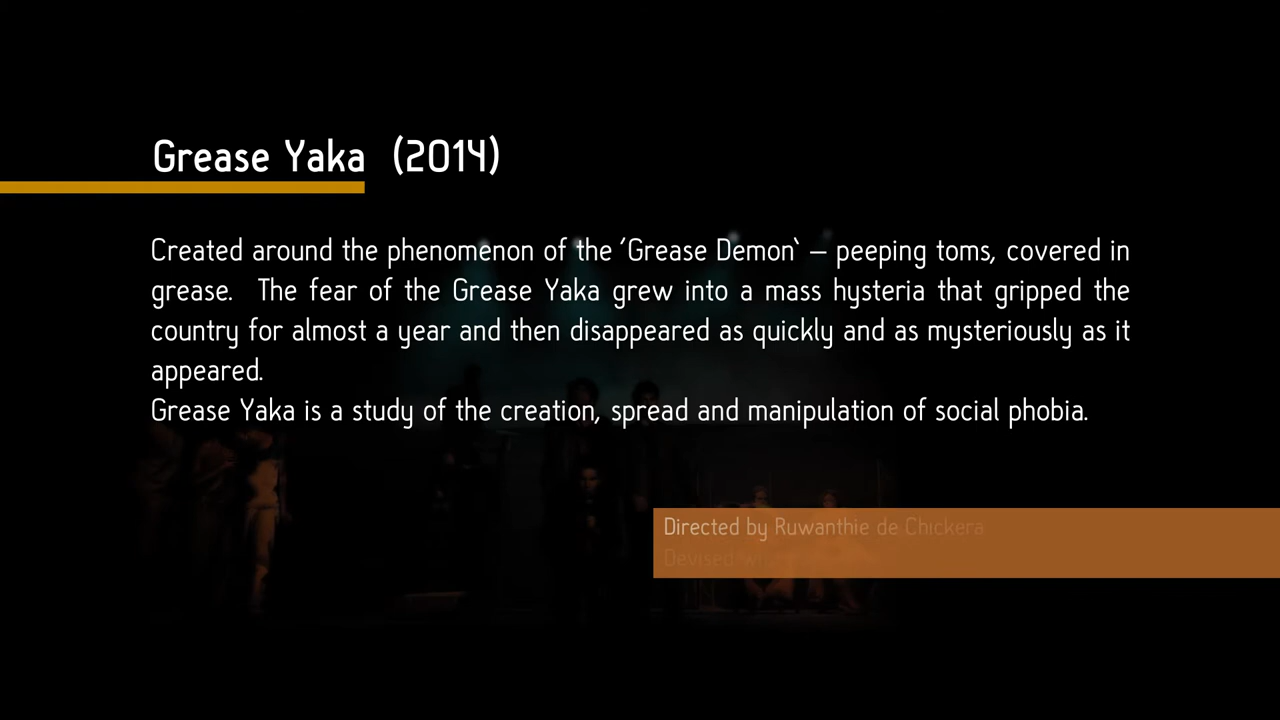 Grease Yaka (2014)
Created around the phenomenon of the ‘Grease Demon‘ – peeping toms, covered in
grease. The fear of the Grease Yaka grew into a mass hysteria that gripped the
country for almost a year and then disappeared as quickly and as mysteriously as it
appeared.
Grease Yaka is a study of the creation, spread and manipulation of social phobia.
Directed by Ruwanthie de Chickera
Devised